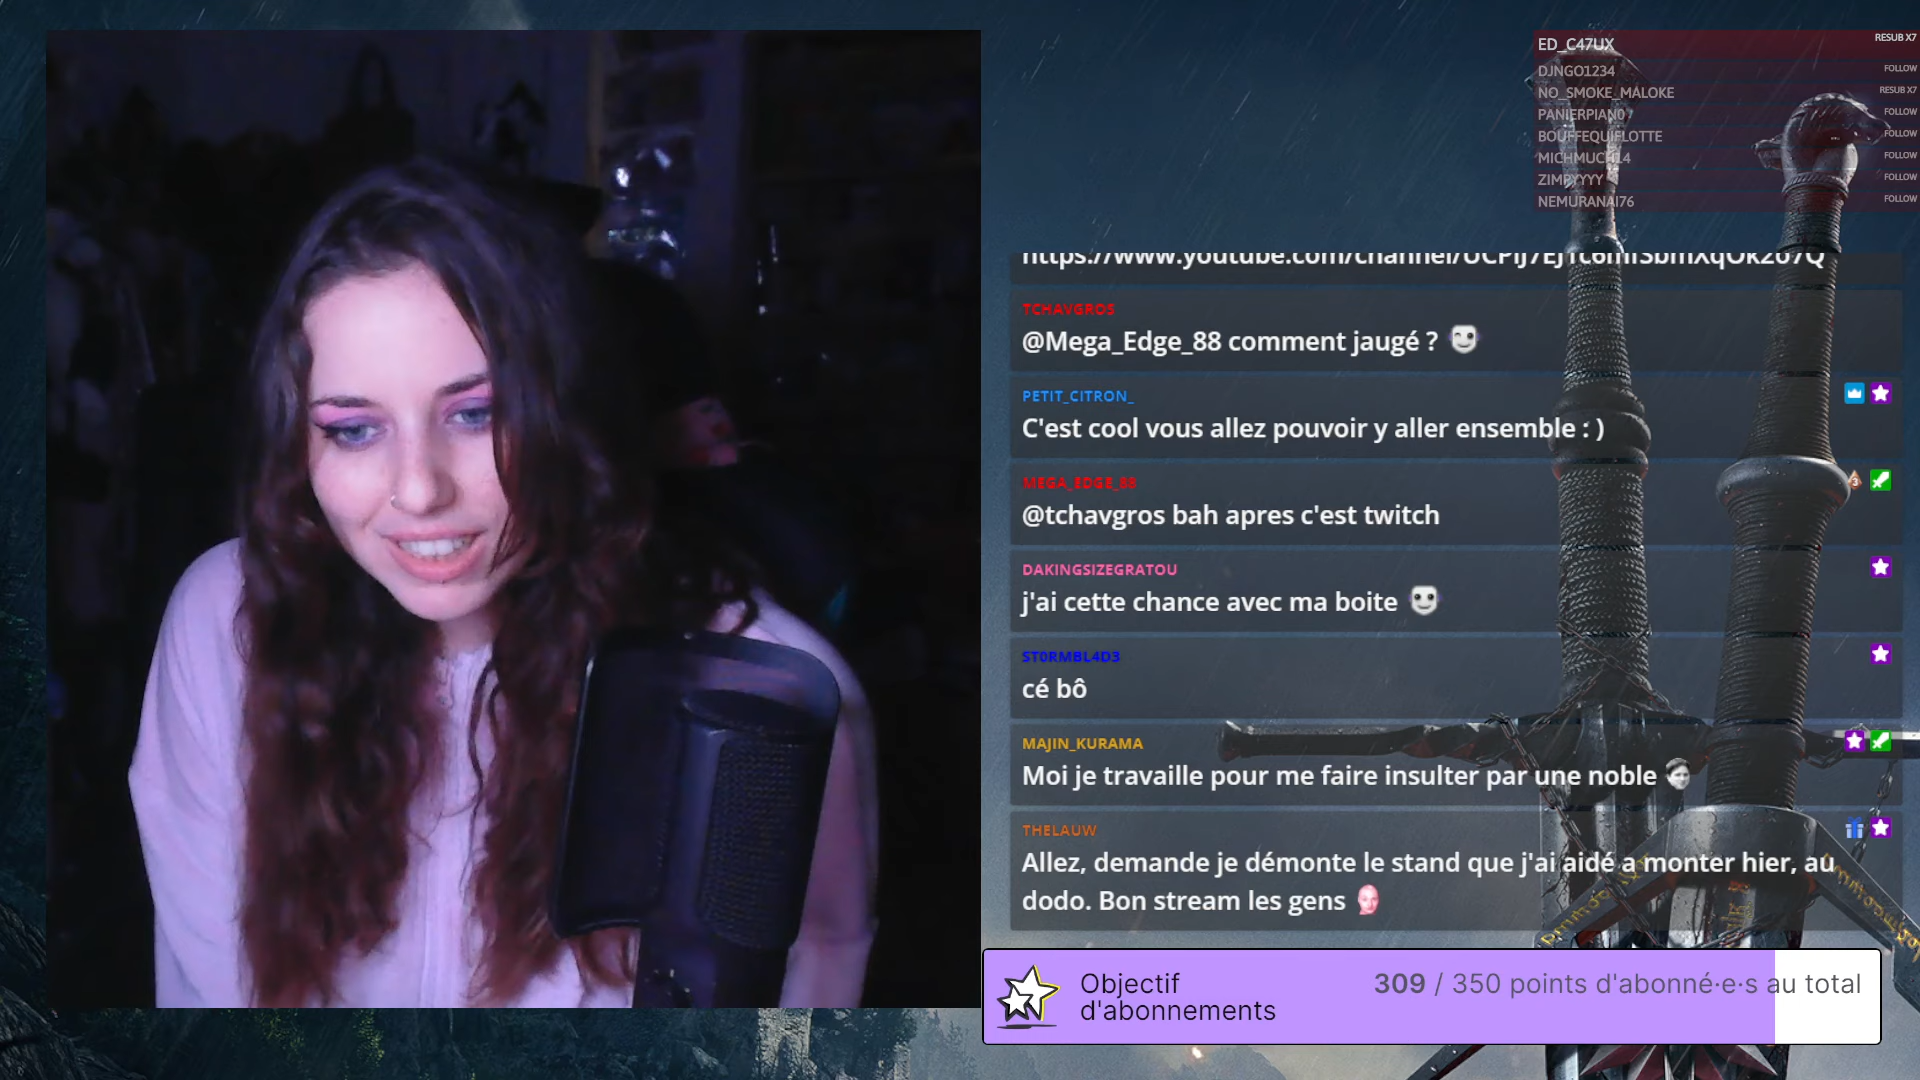 ED_C47UX RESUB X7
DJNGO1234 FOLLOW
NO_SMOKE_MALOKE RESUB X7
PANIERPIAN07 FOLLOW
BOUFFEQUIFLOTTE FOLLOW
MICHMUCH14 FOLLOW
ZIMPYYYY FOLLOW
NEMURANAI76 FOLLOW
TCHAVGROS
@Mega_Edge_88 comment jaugé ?
PETIT_CITRON_
C'est cool vous allez pouvoir y aller ensemble : )
MEGA_EDGE_88
@tchavgros bah apres c'est twitch
DAKINGSIZEGRATOU
j'ai cette chance avec ma boite
ST0RMBL4D3
cé bô
MAJIN_KURAMA
Moi je travaille pour me faire insulter par une noble
THELAUW
Allez, demande je démonte le stand que j'ai aidé a monter hier, au
dodo. Bon stream les gens
Objectif
d'abonnements
309 / 350 points d'abonné·e·s au total